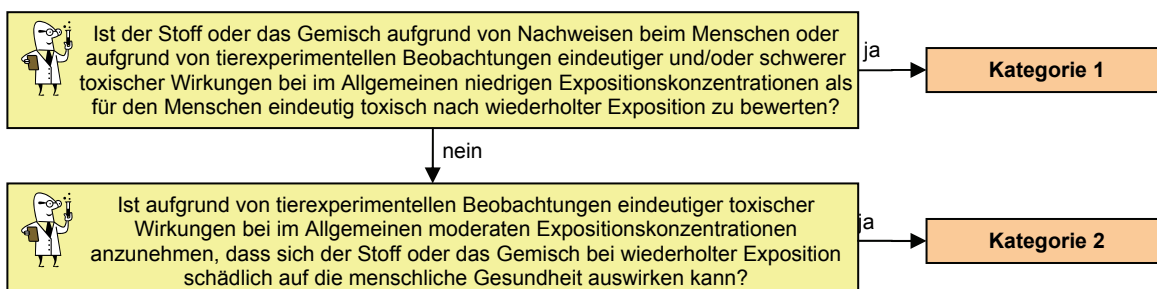 Ist der Stoff oder das Gemisch aufgrund von Nachweisen beim Menschen oder
aufgrund von tierexperimentellen Beobachtungen eindeutiger und/oder schwerer
toxischer Wirkungen bei im Allgemeinen niedrigen Expositionskonzentrationen als
für den Menschen eindeutig toxisch nach wiederholter Exposition zu bewerten?
ja
Kategorie 1
nein
Ist aufgrund von tierexperimentellen Beobachtungen eindeutiger toxischer
Wirkungen bei im Allgemeinen moderaten Expositionskonzentrationen
anzunehmen, dass sich der Stoff oder das Gemisch bei wiederholter Exposition
schädlich auf die menschliche Gesundheit auswirken kann?
ja
Kategorie 2